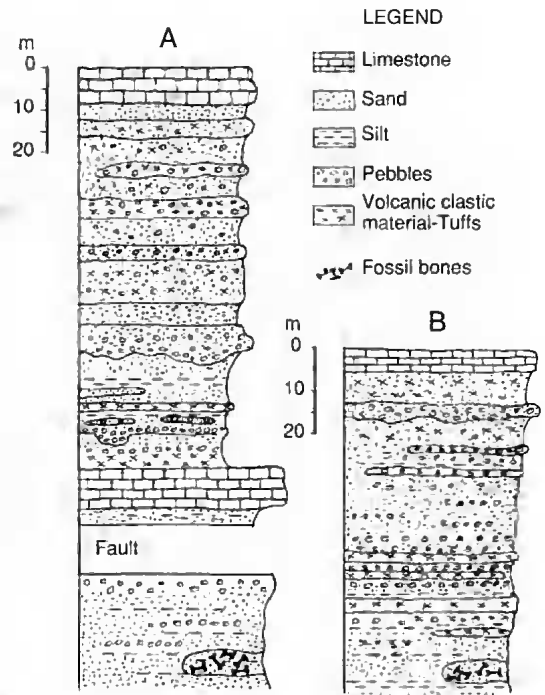 LEGEND
A
m
0
10
20
Limestone
Sand
Silt
Pebbles
Volcanic clastic
material-Tuffs
Fossil bones
B
m
0
10
20
Fault